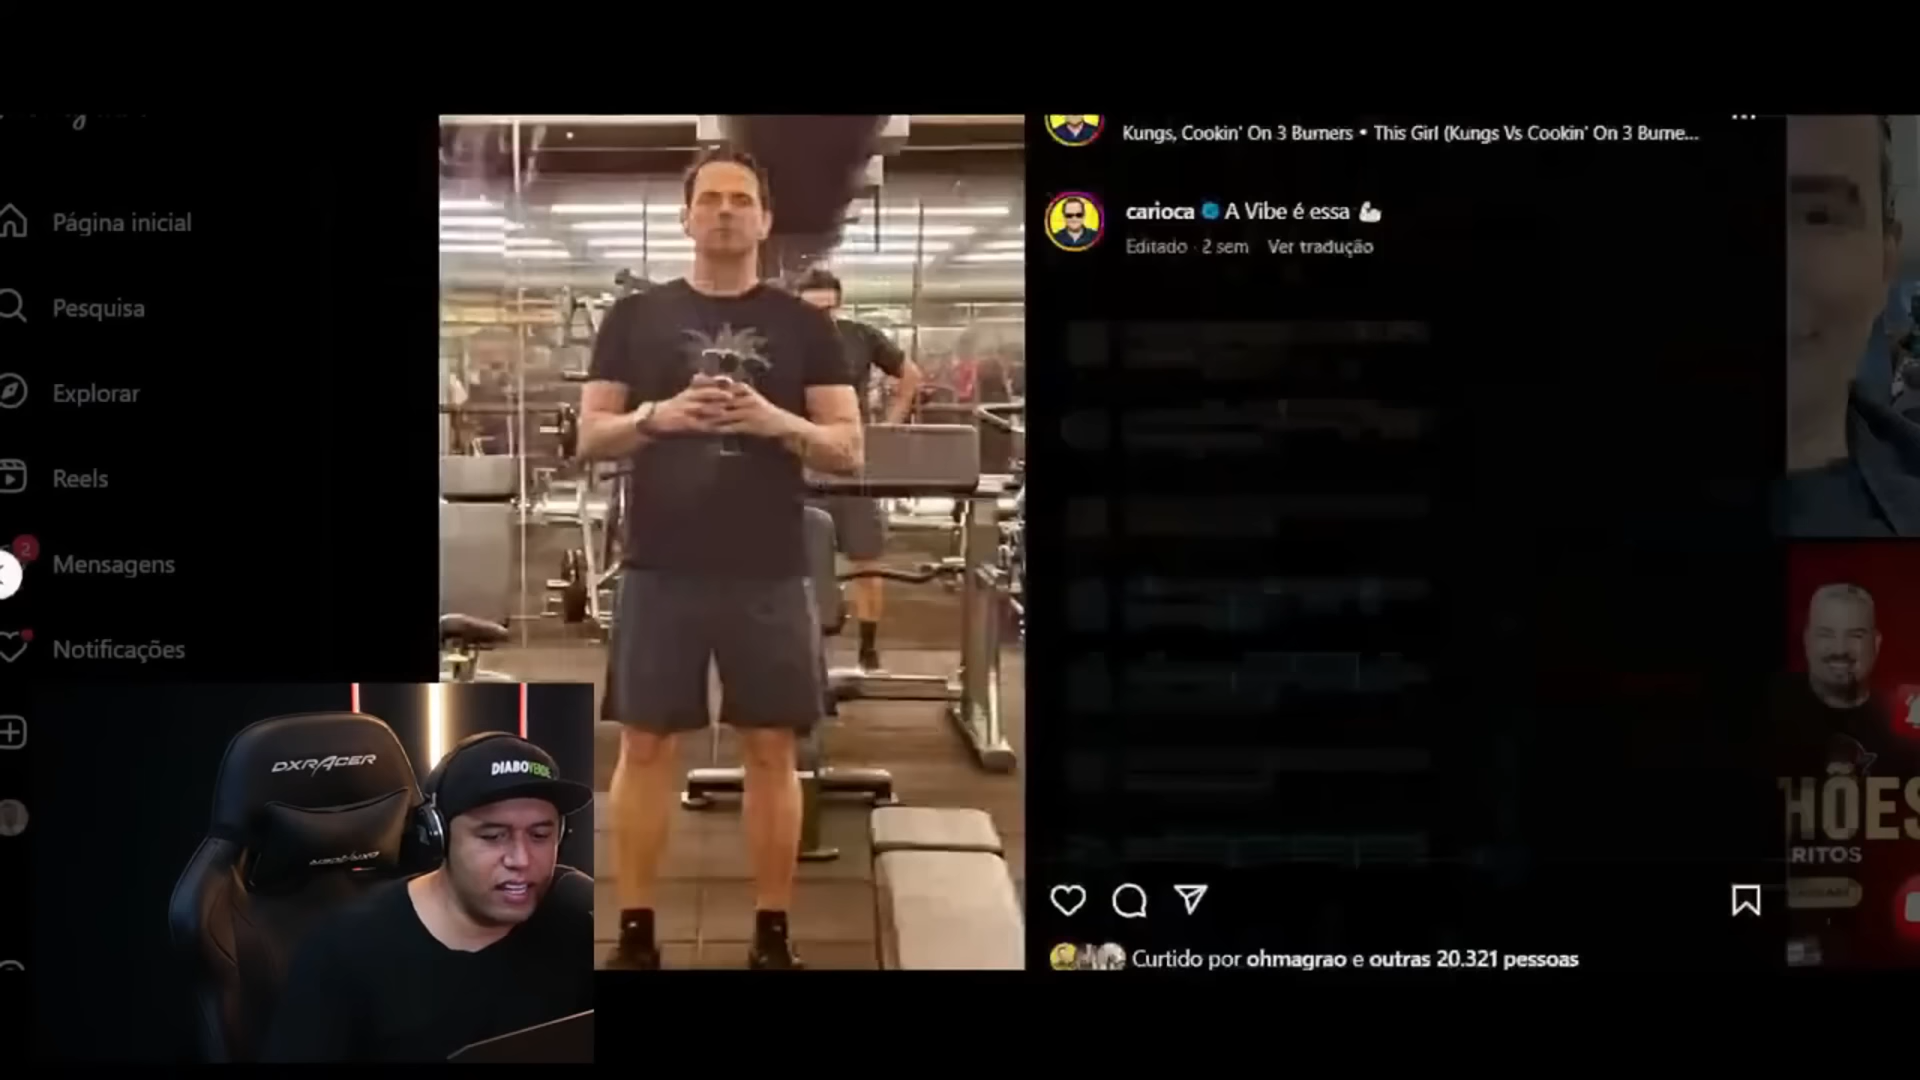 Kungs, Cookin' On 3 Burners • This Girl (Kungs Vs Cookin' On 3 Burne...
carioca A Vibe é essa 💪
Editado · 2 sem Ver tradução
Página inicial
Pesquisa
Explorar
Reels
2
Mensagens
Notificações
DXRACER
DIABOVERDE
HÕES
RITOS
Curtido por ohmagrao e outras 20.321 pessoas